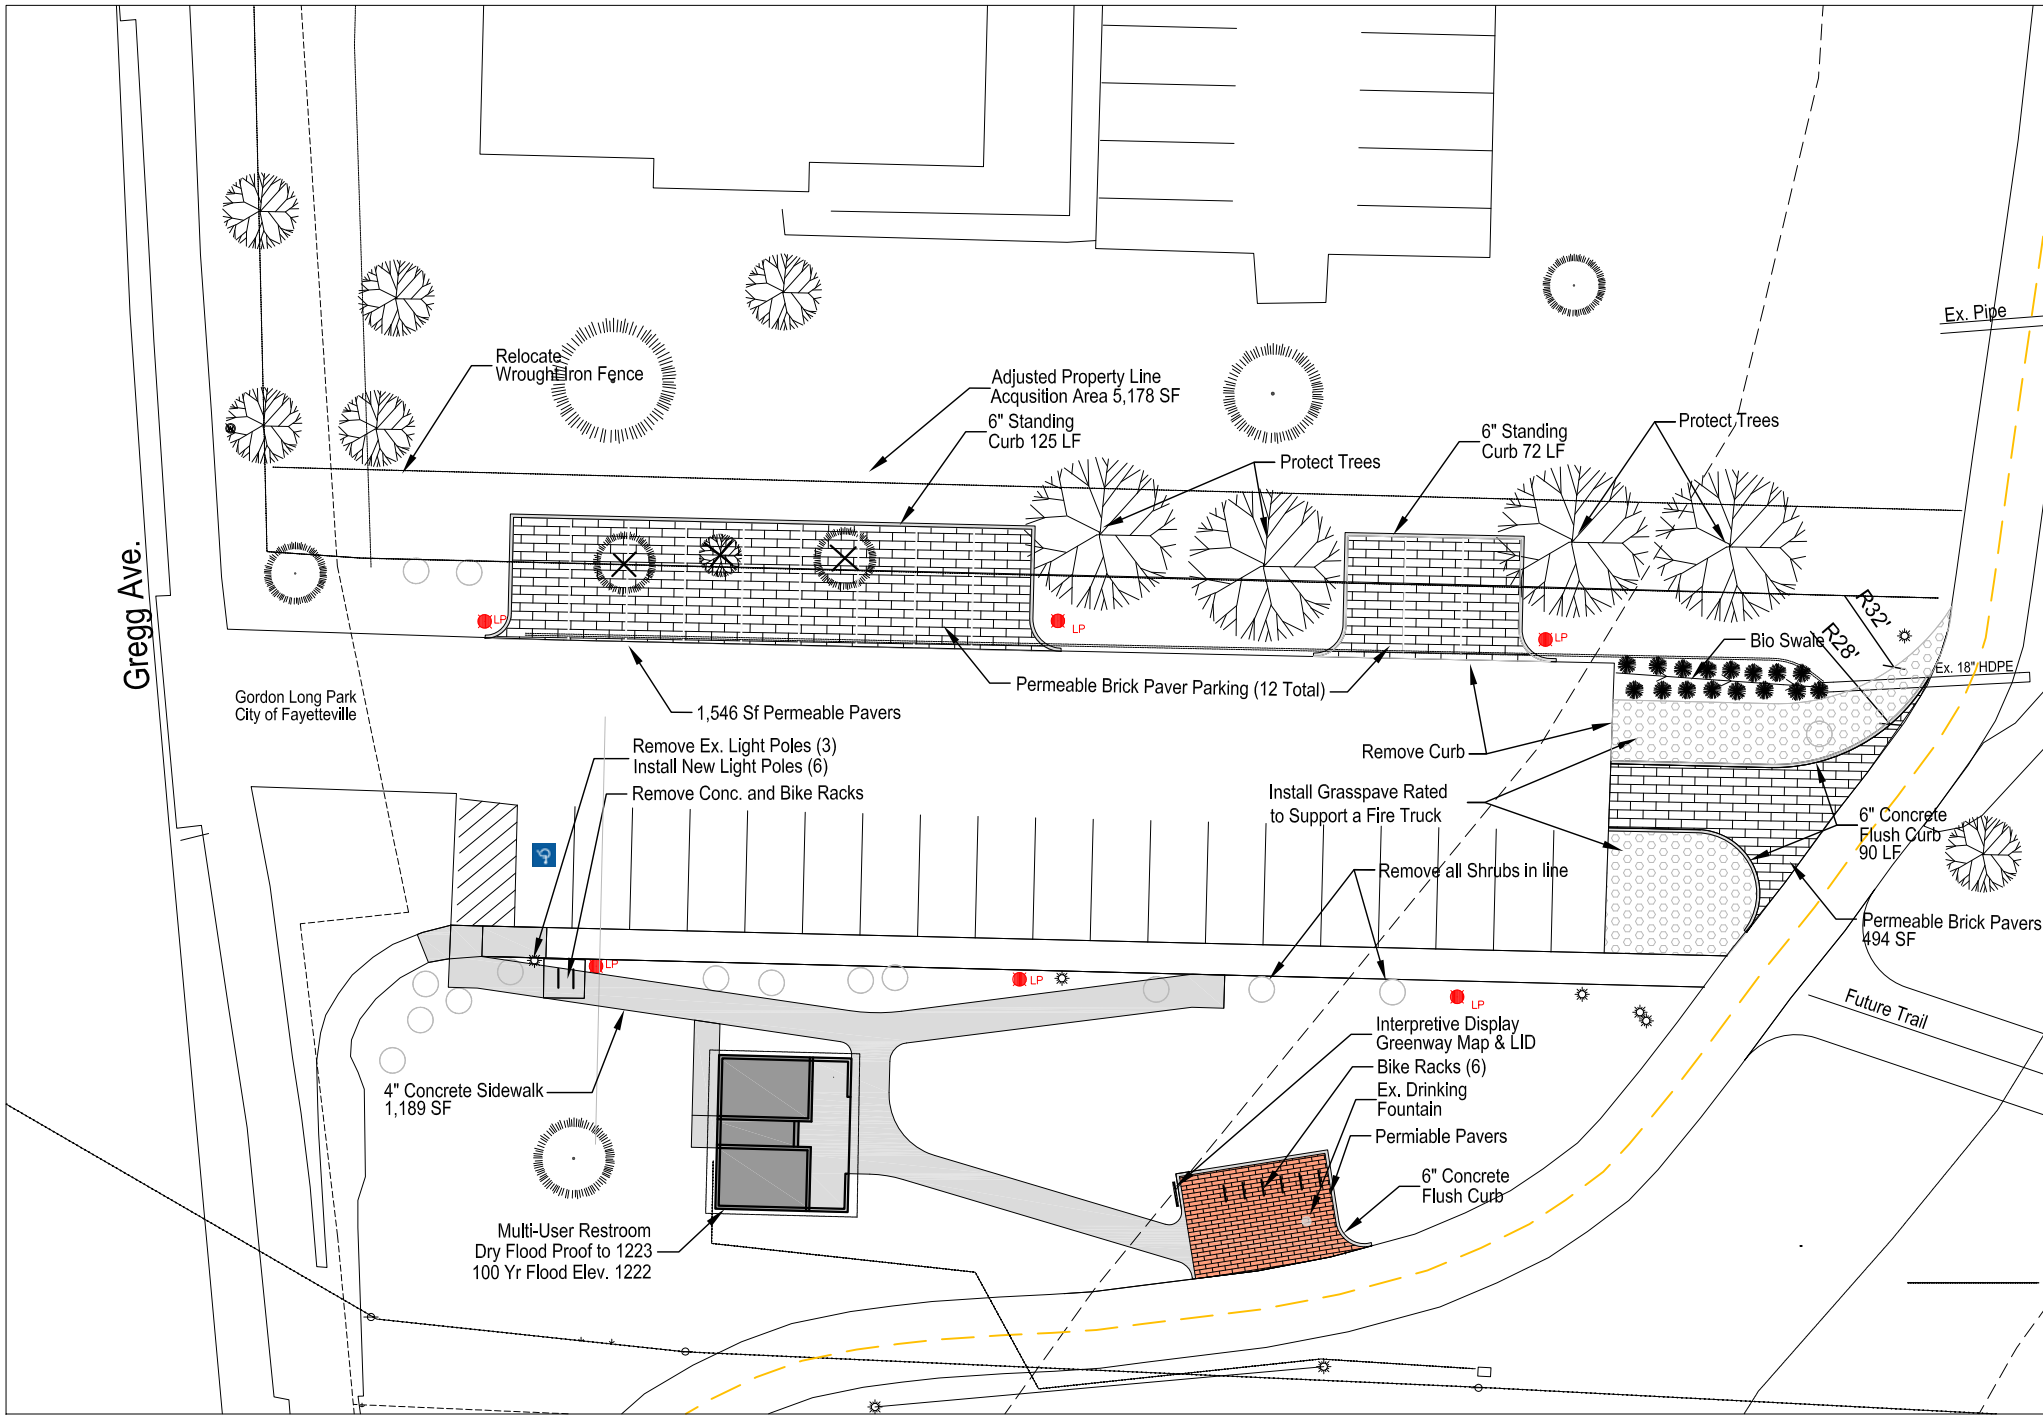 Ex. Pipe
Relocate
Wrought Iron Fence
Adjusted Property Line
Acqusition Area 5,178 SF
6" Standing
Curb 125 LF
Protect Trees
6" Standing
Curb 72 LF
Protect Trees
Gregg Ave.
LP
LP
LP
R32'
R28'
Bio Swale
Ex. 18" HDPE
Gordon Long Park
City of Fayetteville
Permeable Brick Paver Parking (12 Total)
1,546 Sf Permeable Pavers
Remove Ex. Light Poles (3)
Install New Light Poles (6)
Remove Conc. and Bike Racks
Remove Curb
Install Grasspave Rated
to Support a Fire Truck
6" Concrete
Flush Curb
90 LF
Remove all Shrubs in line
Permeable Brick Pavers
494 SF
LP
LP
LP
Future Trail
Interpretive Display
Greenway Map & LID
Bike Racks (6)
Ex. Drinking
Fountain
Permiable Pavers
4" Concrete Sidewalk
1,189 SF
6" Concrete
Flush Curb
Multi-User Restroom
Dry Flood Proof to 1223
100 Yr Flood Elev. 1222